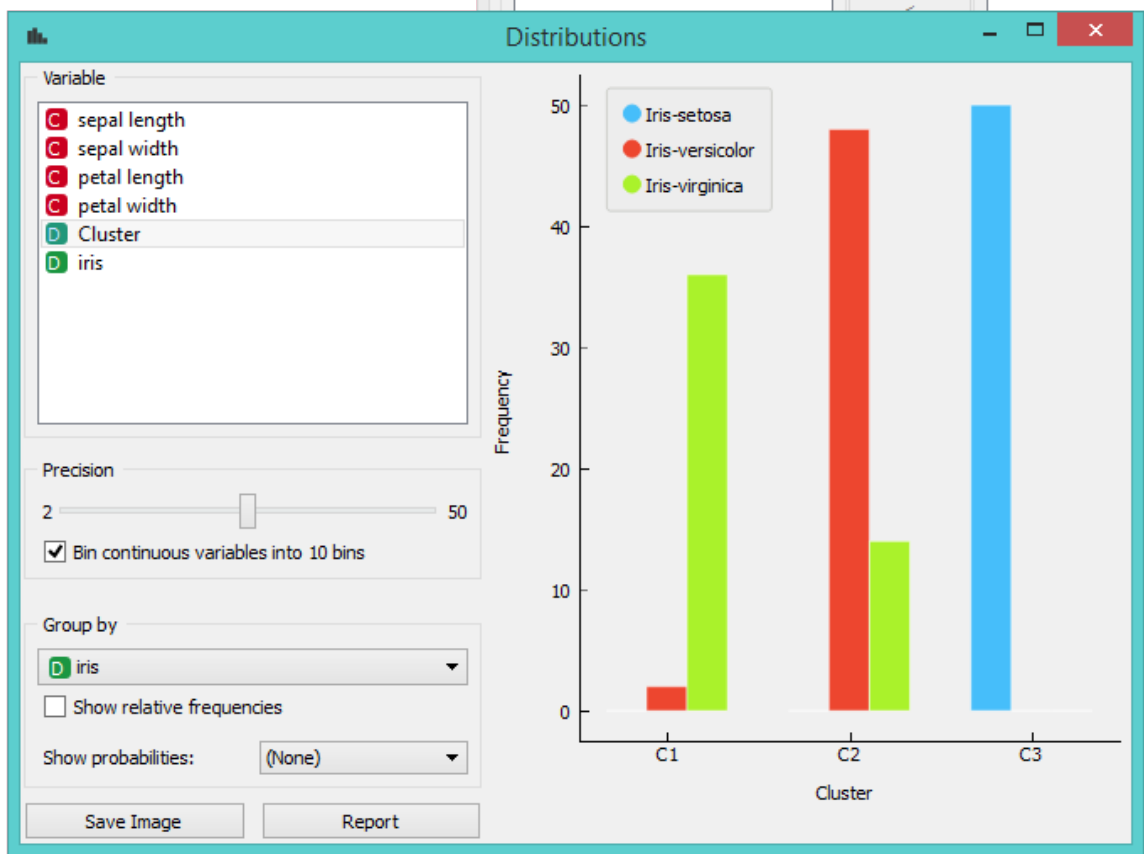 Distributions
Variable
C sepal length
C sepal width
C petal length
C petal width
D Cluster
D iris
Precision
2 50
Bin continuous variables into 10 bins
Group by
D iris
Show relative frequencies
Show probabilities: (None)
Save Image Report
Iris-setosa
Iris-versicolor
Iris-virginica
Frequency
50
40
30
20
10
0
C1 C2 C3
Cluster